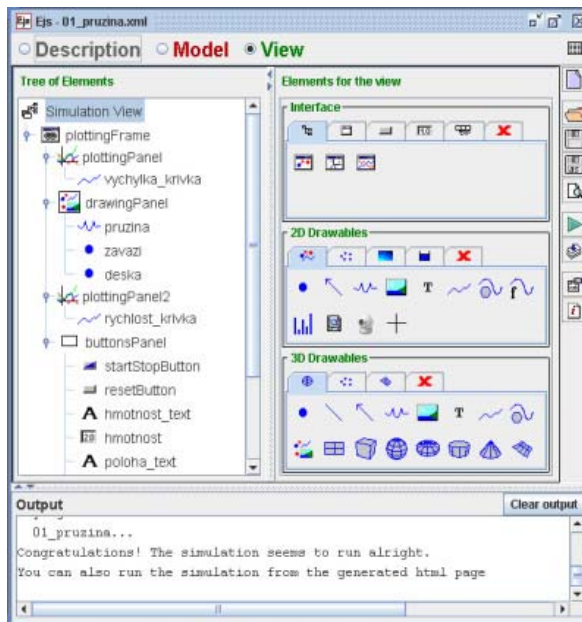 Ejs - 01_pruzina.xml
Description Model View
Tree of Elements
Simulation View
plottingFrame
plottingPanel
vychylka_krivka
drawingPanel
pruzina
zavazi
deska
plottingPanel2
rychlost_krivka
buttonsPanel
startStopButton
resetButton
hmotnost_text
hmotnost
poloha_text
Elements for the view
Interface
2D Drawables
3D Drawables
Output
Clear output
01_pruzina...
Congratulations! The simulation seems to run alright.
You can also run the simulation from the generated html page